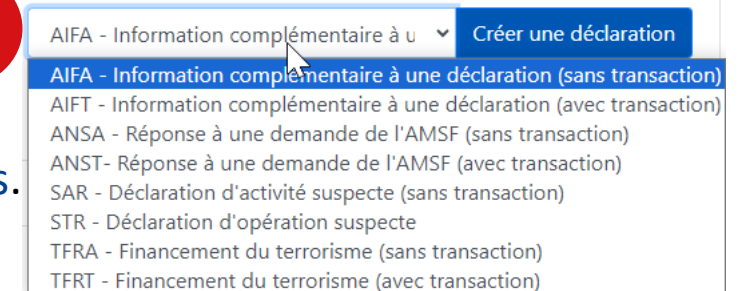 AIFA - Information complémentaire à u
Créer une déclaration
AIFA - Information complémentaire à une déclaration (sans transaction)
AIFT - Information complémentaire à une déclaration (avec transaction)
ANSA - Réponse à une demande de l'AMSF (sans transaction)
ANST- Réponse à une demande de l'AMSF (avec transaction)
s.
SAR - Déclaration d'activité suspecte (sans transaction)
STR - Déclaration d'opération suspecte
TFRA - Financement du terrorisme (sans transaction)
TFRT - Financement du terrorisme (avec transaction)